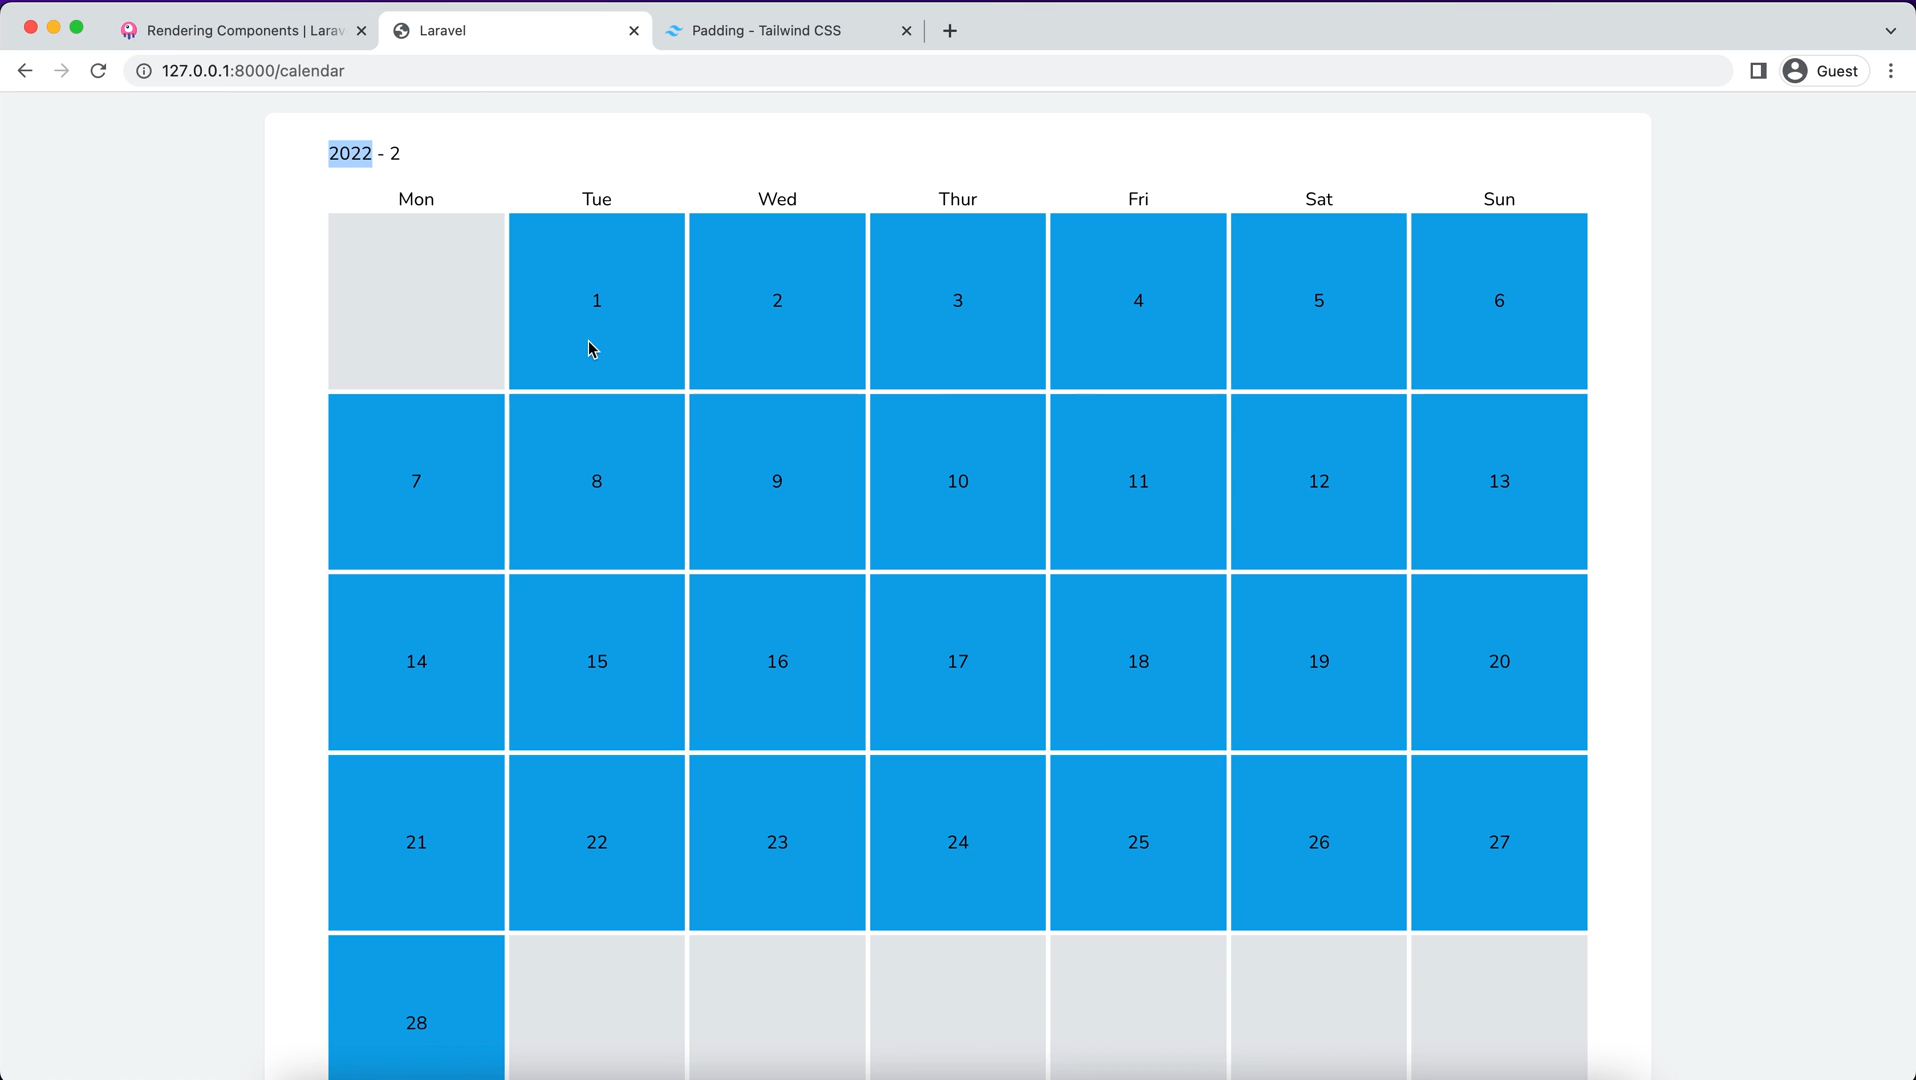 Rendering Components | Larav
Laravel
Padding - Tailwind CSS
127.0.0.1:8000/calendar
Guest
2022 - 2
Mon Tue Wed Thur Fri Sat Sun
1 2 3 4 5 6
7 8 9 10 11 12 13
14 15 16 17 18 19 20
21 22 23 24 25 26 27
28